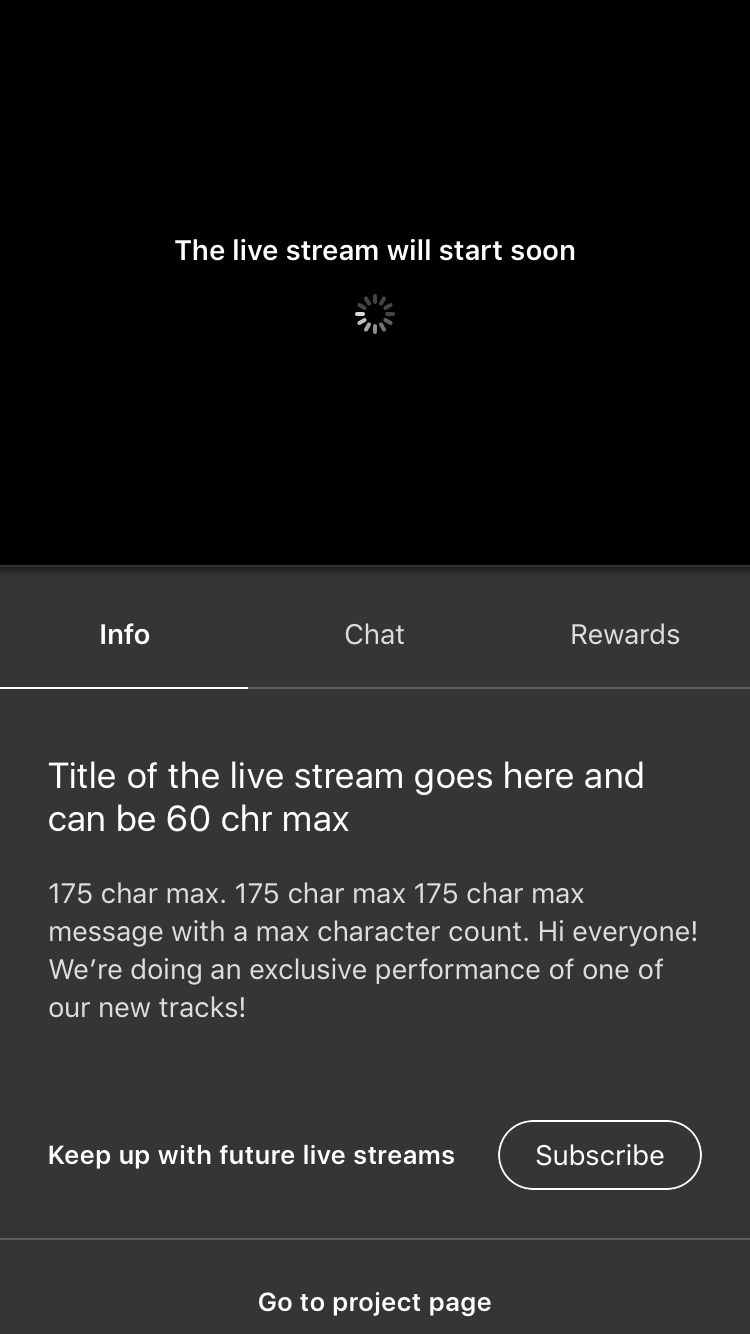 The live stream will start soon
Info
Chat
Rewards
Title of the live stream goes here and
can be 60 chr max
175 char max. 175 char max 175 char max
message with a max character count. Hi everyone!
We’re doing an exclusive performance of one of
our new tracks!
Keep up with future live streams
Subscribe
Go to project page